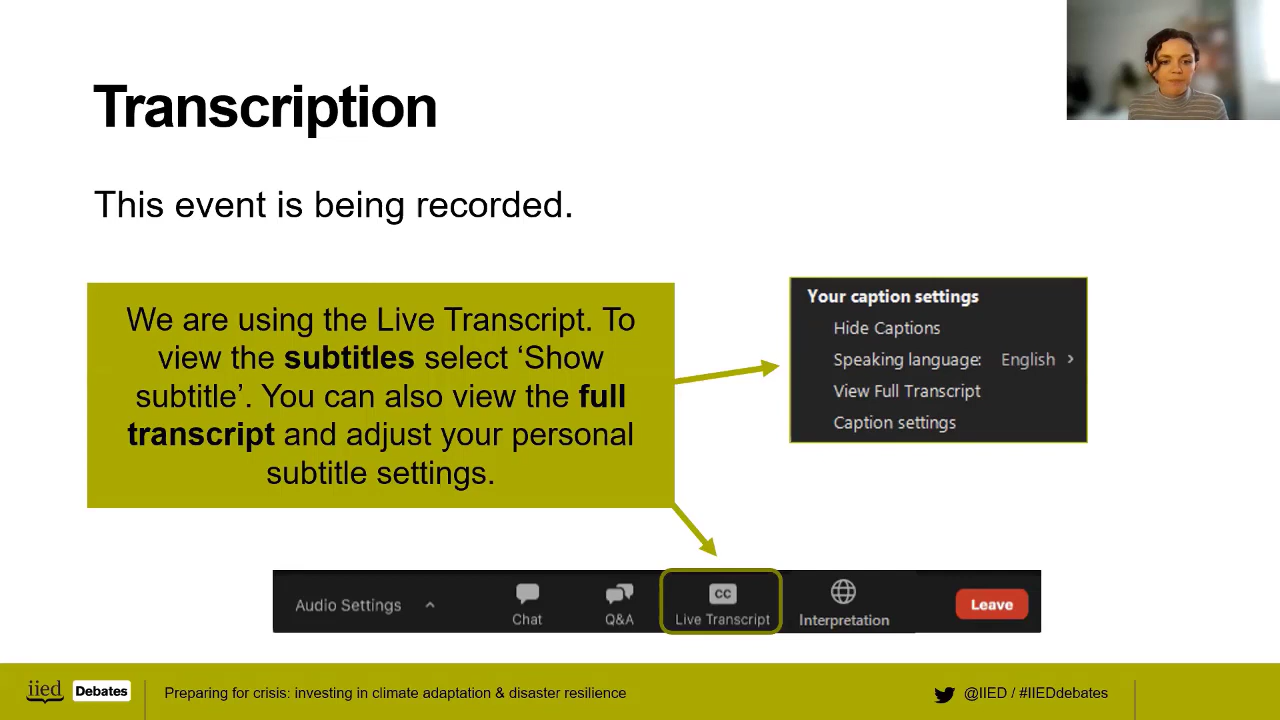 Transcription
This event is being recorded.
We are using the Live Transcript. To
view the subtitles select ‘Show
subtitle’. You can also view the full
transcript and adjust your personal
subtitle settings.
Your caption settings
Hide Captions
Speaking language: English >
View Full Transcript
Caption settings
Audio Settings
Chat
Q&A
CC
Live Transcript
Interpretation
Leave
iied Debates
Preparing for crisis: investing in climate adaptation & disaster resilience
@IIED / #IIEDdebates